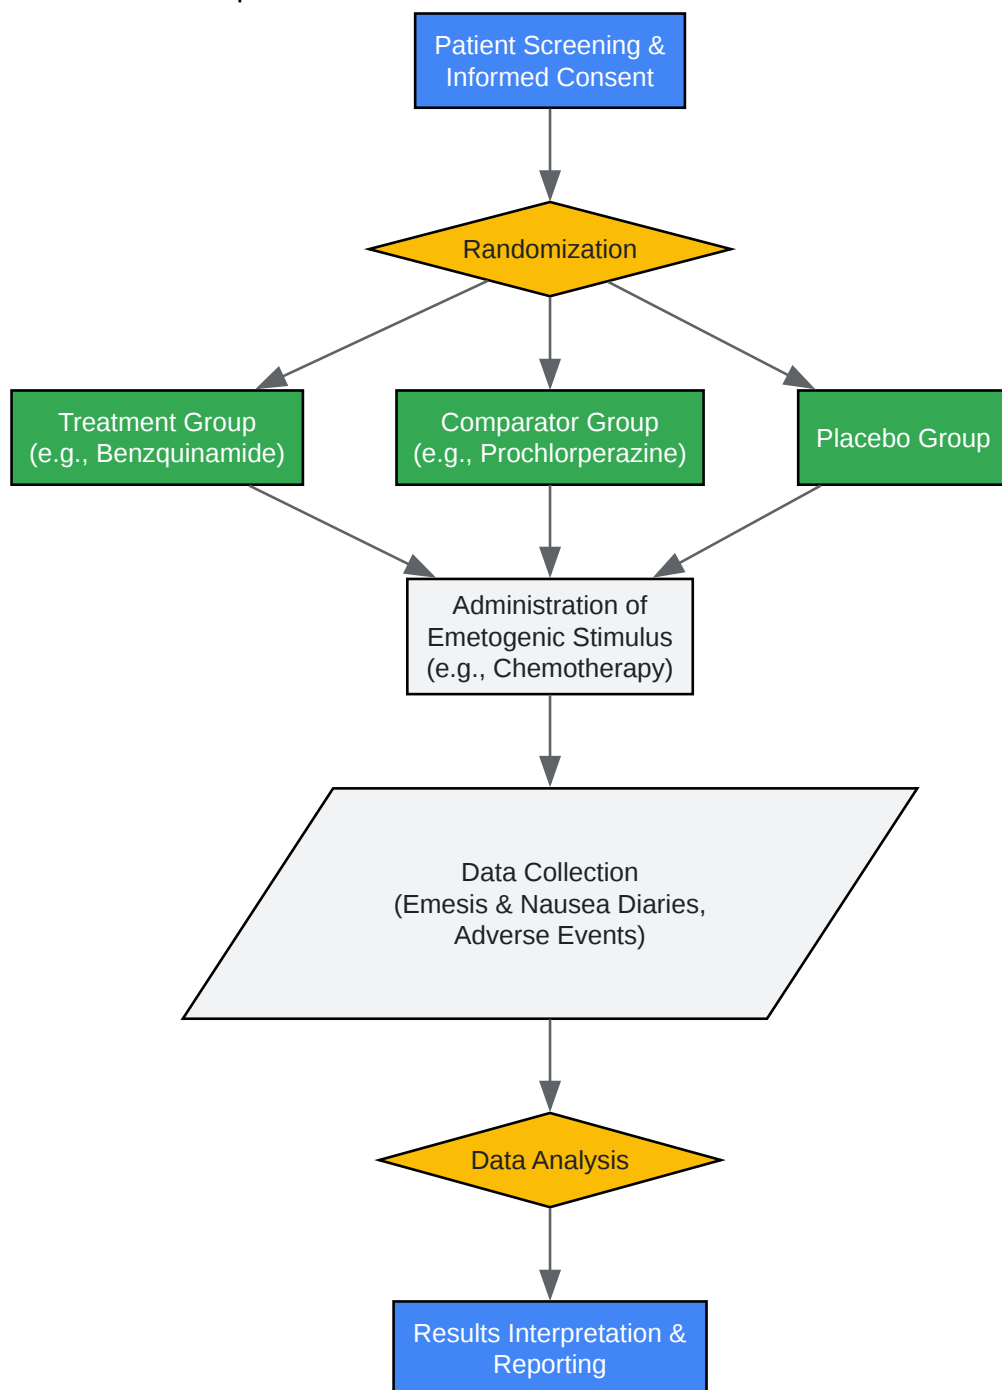 Patient Screening &
Informed Consent
Randomization
Treatment Group
(e.g., Benzquinamide)
Comparator Group
(e.g., Prochlorperazine)
Placebo Group
Administration of
Emetogenic Stimulus
(e.g., Chemotherapy)
Data Collection
(Emesis & Nausea Diaries,
Adverse Events)
Data Analysis
Results Interpretation &
Reporting